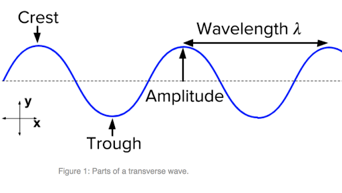 Crest
Wavelength λ
Amplitude
y
x
Trough
Figure 1: Parts of a transverse wave.